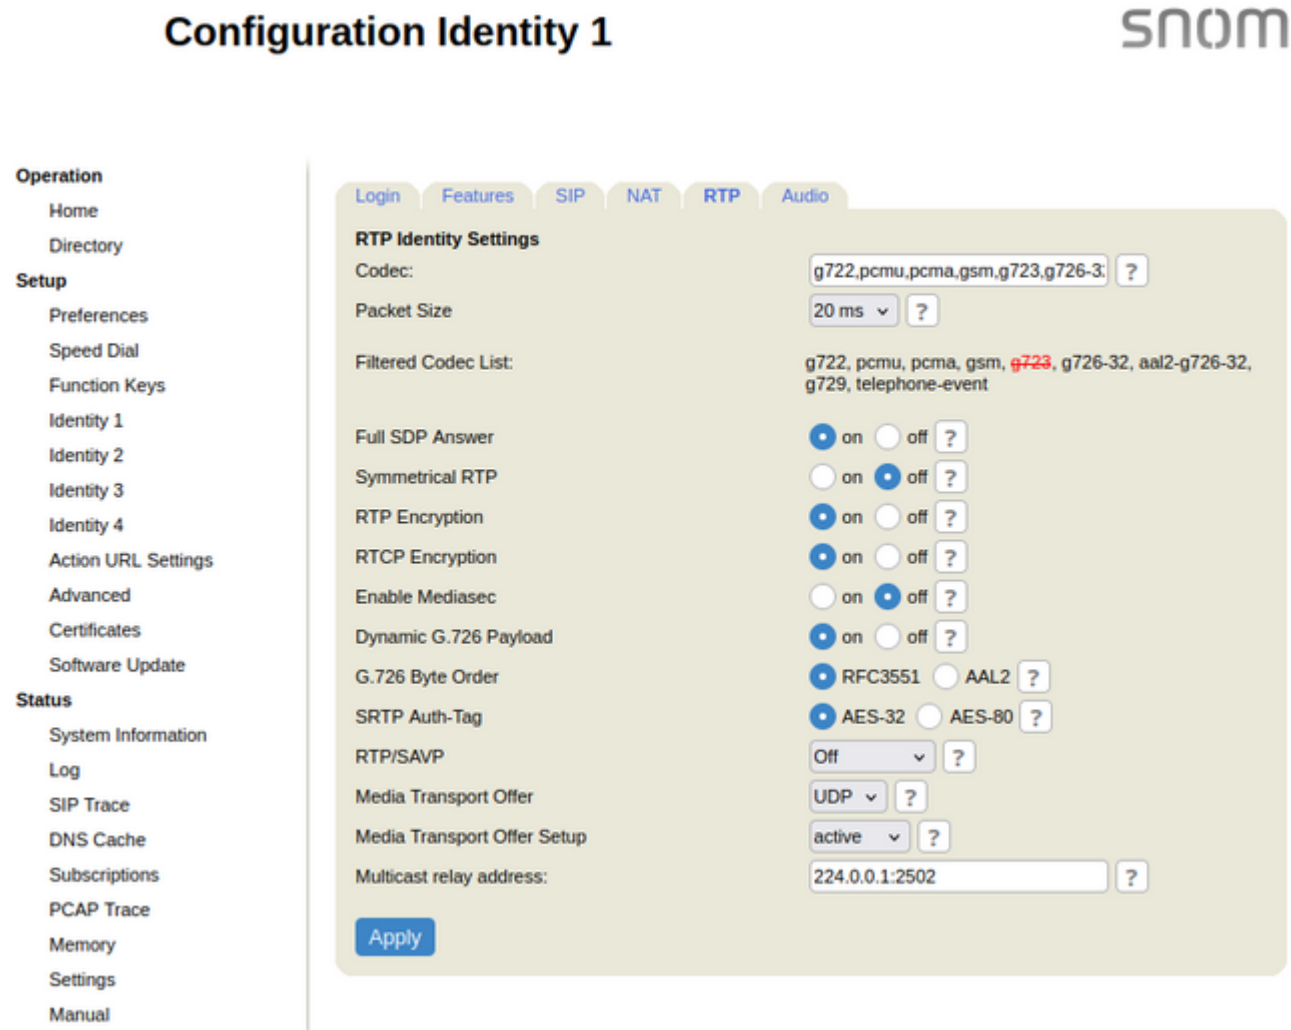 Configuration Identity 1
snom
Operation
Home
Directory
Setup
Preferences
Speed Dial
Function Keys
Identity 1
Identity 2
Identity 3
Identity 4
Action URL Settings
Advanced
Certificates
Software Update
Status
System Information
Log
SIP Trace
DNS Cache
Subscriptions
PCAP Trace
Memory
Settings
Manual
Login Features SIP NAT RTP Audio
RTP Identity Settings
Codec: g722,pcmu,pcma,gsm,g723,g726-3 ?
Packet Size 20 ms ?
Filtered Codec List: g722, pcmu, pcma, gsm, g723, g726-32, aal2-g726-32,
g729, telephone-event
Full SDP Answer on off ?
Symmetrical RTP on off ?
RTP Encryption on off ?
RTCP Encryption on off ?
Enable Mediasec on off ?
Dynamic G.726 Payload on off ?
G.726 Byte Order RFC3551 AAL2 ?
SRTP Auth-Tag AES-32 AES-80 ?
RTP/SAVP Off ?
Media Transport Offer UDP ?
Media Transport Offer Setup active ?
Multicast relay address: 224.0.0.1:2502 ?
Apply